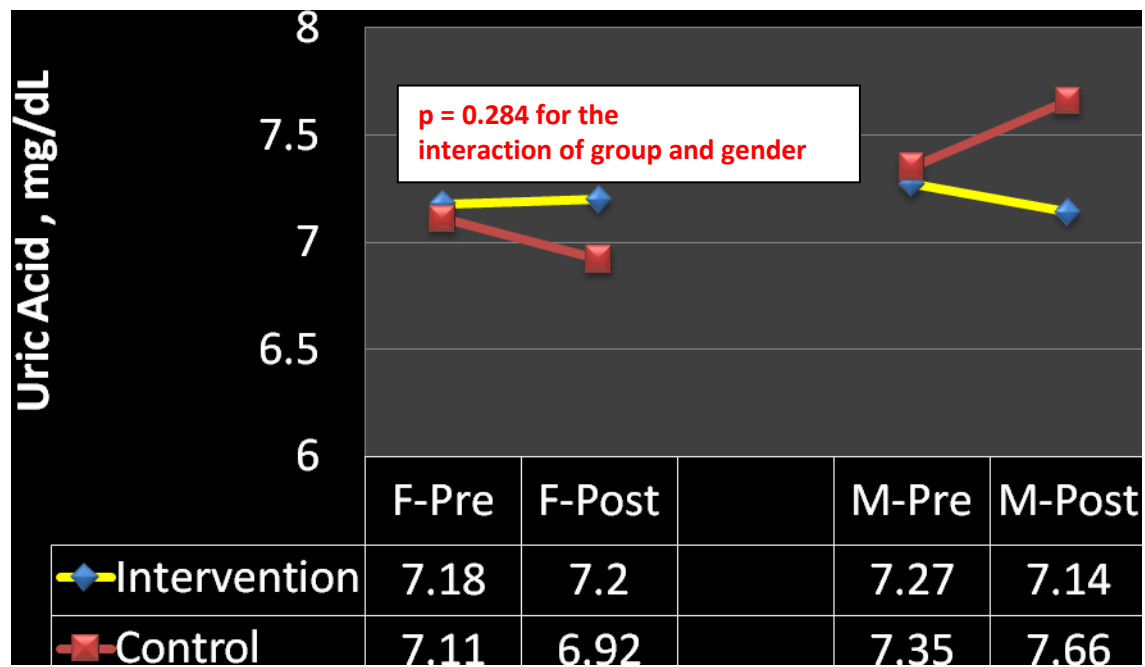 8
p = 0.284 for the
interaction of group and gender
7.5
7
6.5
6
Uric Acid , mg/dL
F-Pre F-Post M-Pre M-Post
Intervention 7.18 7.2 7.27 7.14
Control 7.11 6.92 7.35 7.66